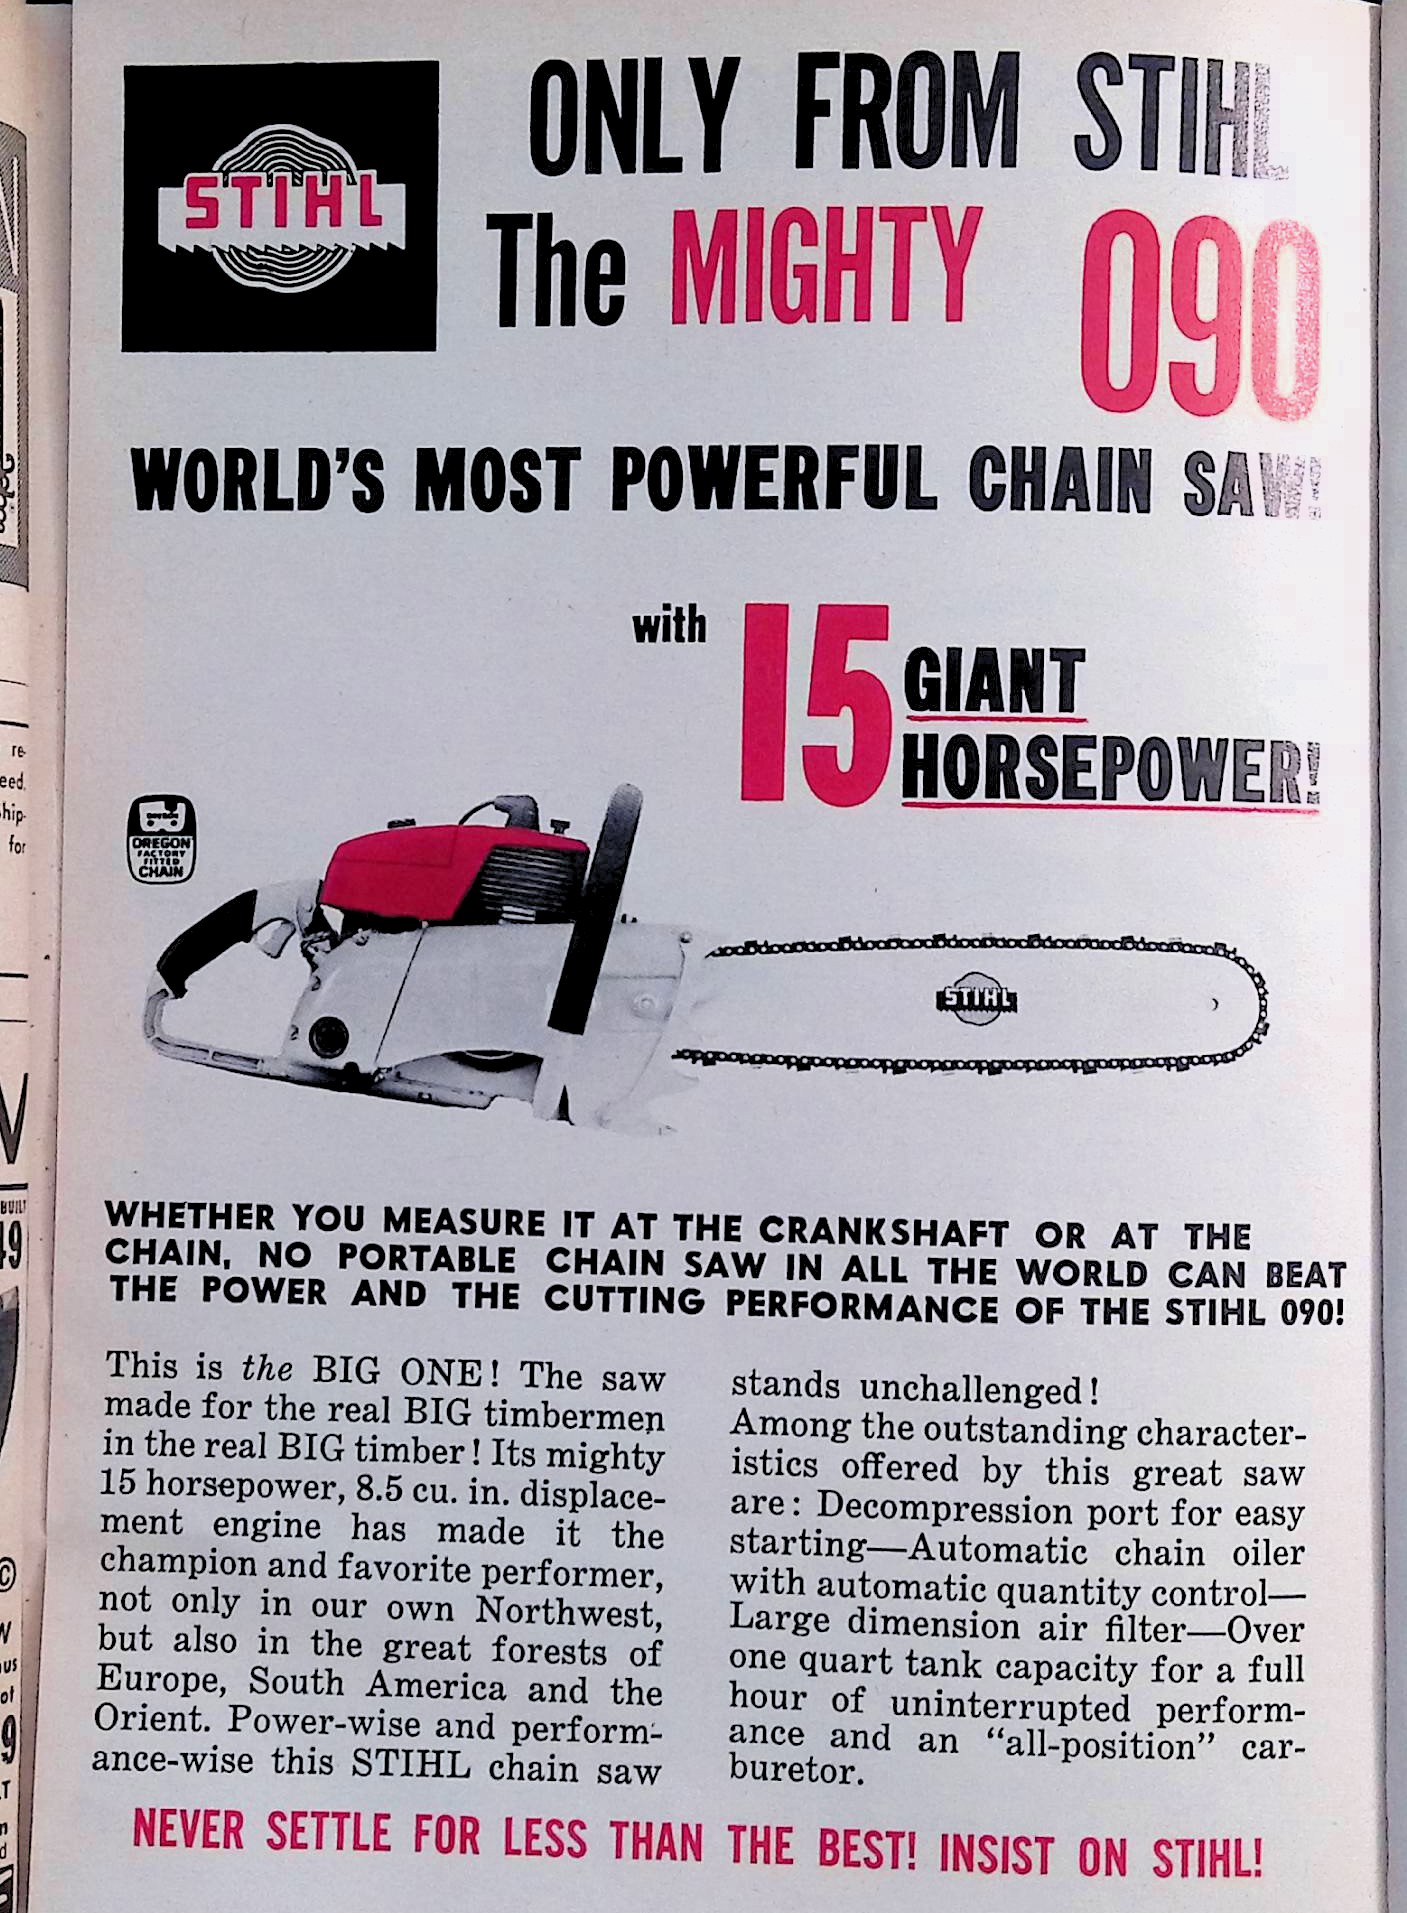 STIHL
ONLY FROM STIHL
The MIGHTY 090
WORLD'S MOST POWERFUL CHAIN SAW!
with 15 GIANT
HORSEPOWER!
OREGON
FACTORY
FITTED
CHAIN
STIHL
WHETHER YOU MEASURE IT AT THE CRANKSHAFT OR AT THE
CHAIN, NO PORTABLE CHAIN SAW IN ALL THE WORLD CAN BEAT
THE POWER AND THE CUTTING PERFORMANCE OF THE STIHL 090!
This is the BIG ONE! The saw
made for the real BIG timbermen
in the real BIG timber! Its mighty
15 horsepower, 8.5 cu. in. displace-
ment engine has made it the
champion and favorite performer,
not only in our own Northwest,
but also in the great forests of
Europe, South America and the
Orient. Power-wise and perform-
ance-wise this STIHL chain saw
stands unchallenged!
Among the outstanding character-
istics offered by this great saw
are: Decompression port for easy
starting—Automatic chain oiler
with automatic quantity control—
Large dimension air filter—Over
one quart tank capacity for a full
hour of uninterrupted perform-
ance and an "all-position" car-
buretor.
NEVER SETTLE FOR LESS THAN THE BEST! INSIST ON STIHL!
re-
eed.
hip-
for
BUILT
49
©
W
us
of
9